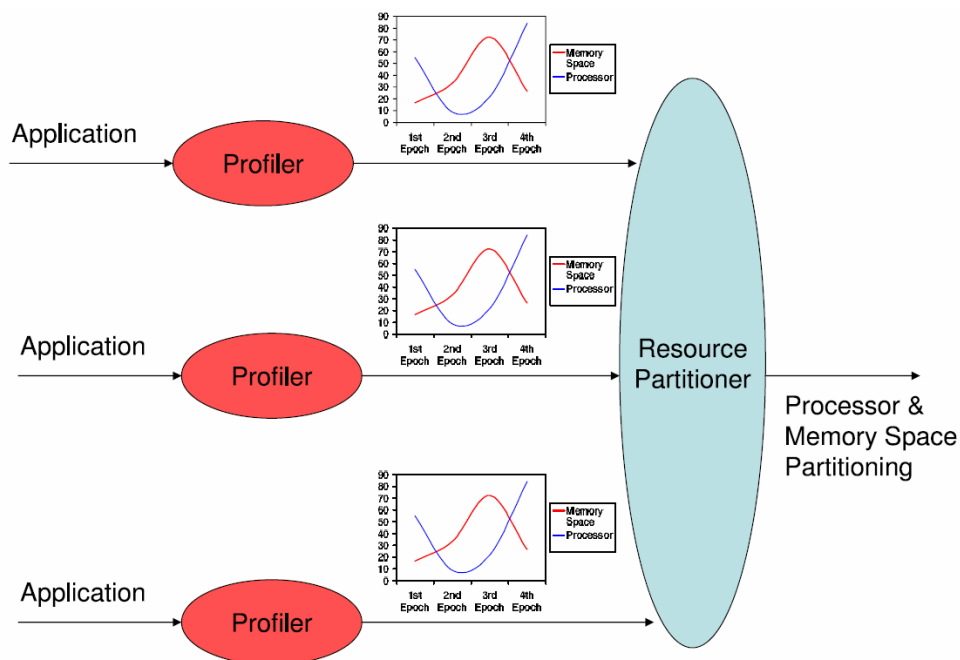 90
80
70
60
50
40
30
20
10
0
1st 2nd 3rd 4th
Epoch Epoch Epoch Epoch
Memory
Space
Processor
Application
Profiler
90
80
70
60
50
40
30
20
10
0
1st 2nd 3rd 4th
Epoch Epoch Epoch Epoch
Memory
Space
Processor
Application
Profiler
Resource
Partitioner
Processor &
Memory Space
Partitioning
90
80
70
60
50
40
30
20
10
0
1st 2nd 3rd 4th
Epoch Epoch Epoch Epoch
Memory
Space
Processor
Application
Profiler